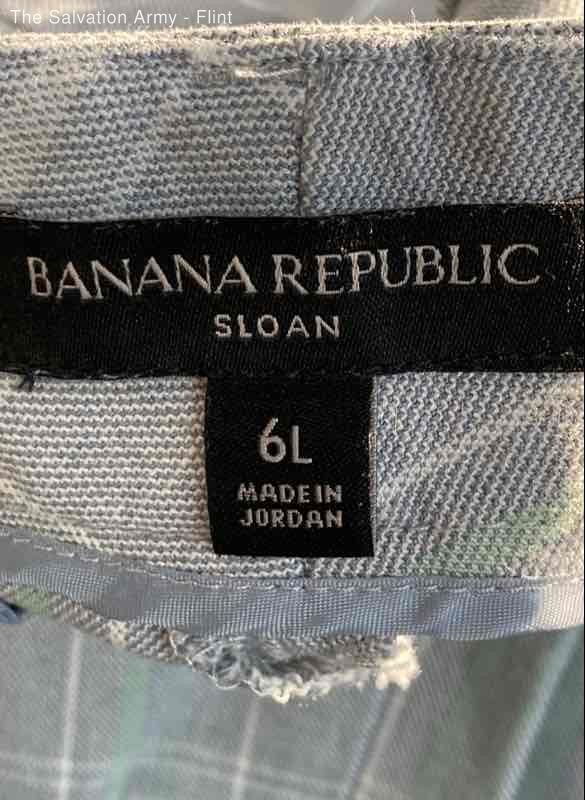 The Salvation Army - Flint
BANANA REPUBLIC
SLOAN
6L
MADE IN
JORDAN